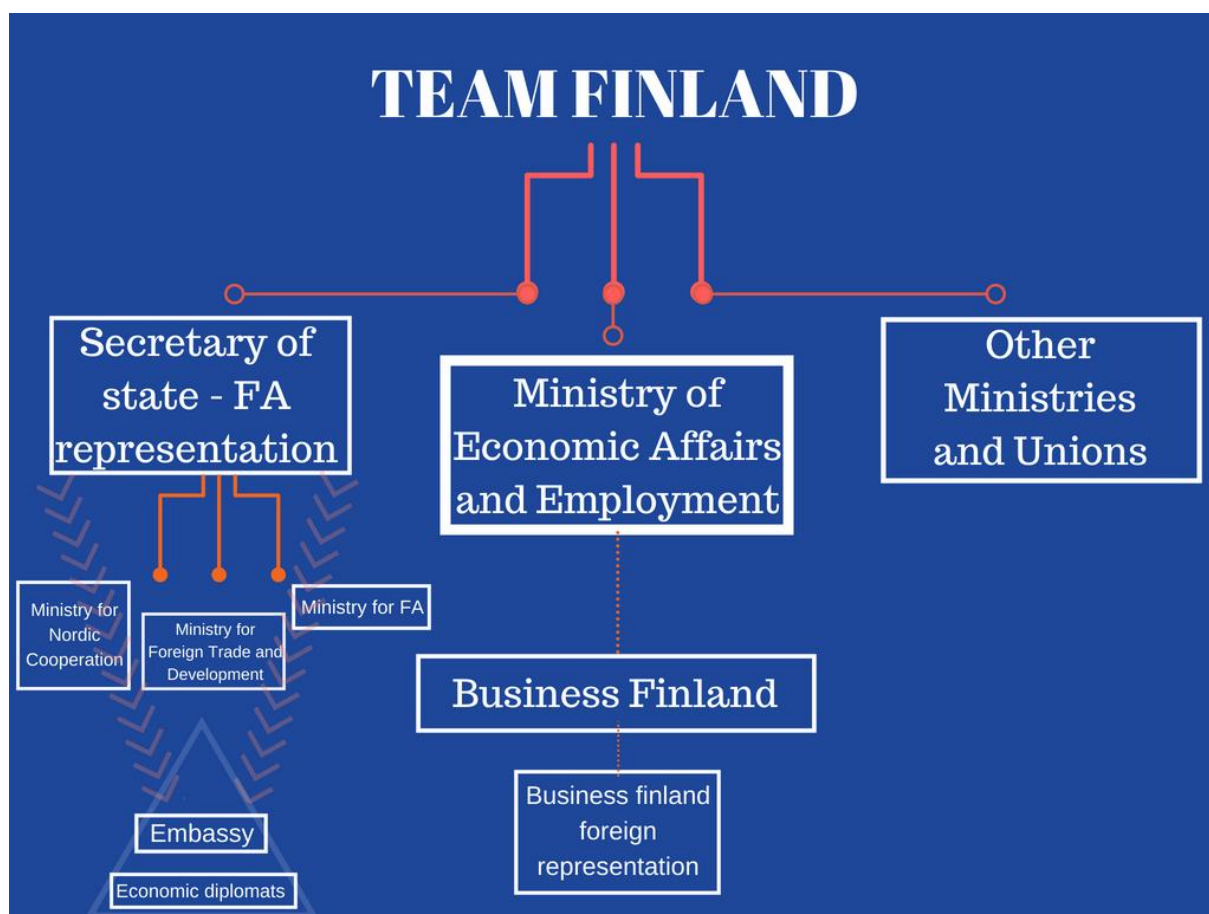 TEAM FINLAND
Secretary of
state - FA
representation
Ministry of
Economic Affairs
and Employment
Other
Ministries
and Unions
Ministry for
Nordic
Cooperation
Ministry for
Foreign Trade and
Development
Ministry for FA
Business Finland
Business finland
foreign
representation
Embassy
Economic diplomats